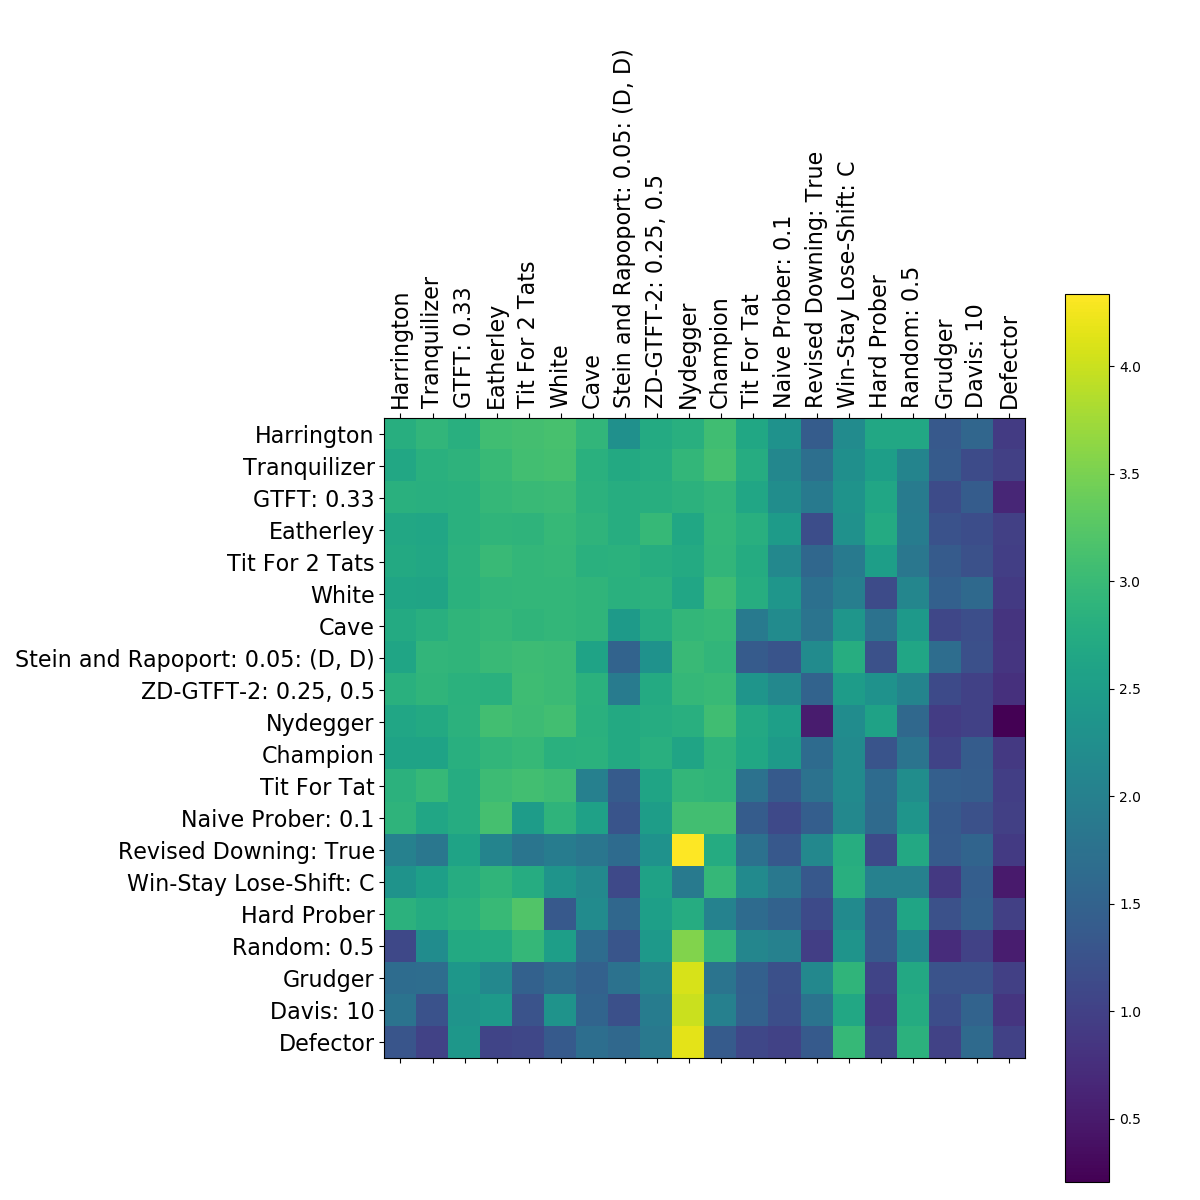 Harrington
Tranquilizer
GTFT: 0.33
Eatherley
Tit For 2 Tats
White
Cave
Stein and Rapoport: 0.05: (D, D)
ZD-GTFT-2: 0.25, 0.5
Nydegger
Champion
Tit For Tat
Naive Prober: 0.1
Revised Downing: True
Win-Stay Lose-Shift: C
Hard Prober
Random: 0.5
Grudger
Davis: 10
Defector
Harrington
Tranquilizer
GTFT: 0.33
Eatherley
Tit For 2 Tats
White
Cave
Stein and Rapoport: 0.05: (D, D)
ZD-GTFT-2: 0.25, 0.5
Nydegger
Champion
Tit For Tat
Naive Prober: 0.1
Revised Downing: True
Win-Stay Lose-Shift: C
Hard Prober
Random: 0.5
Grudger
Davis: 10
Defector
4.0
3.5
3.0
2.5
2.0
1.5
1.0
0.5